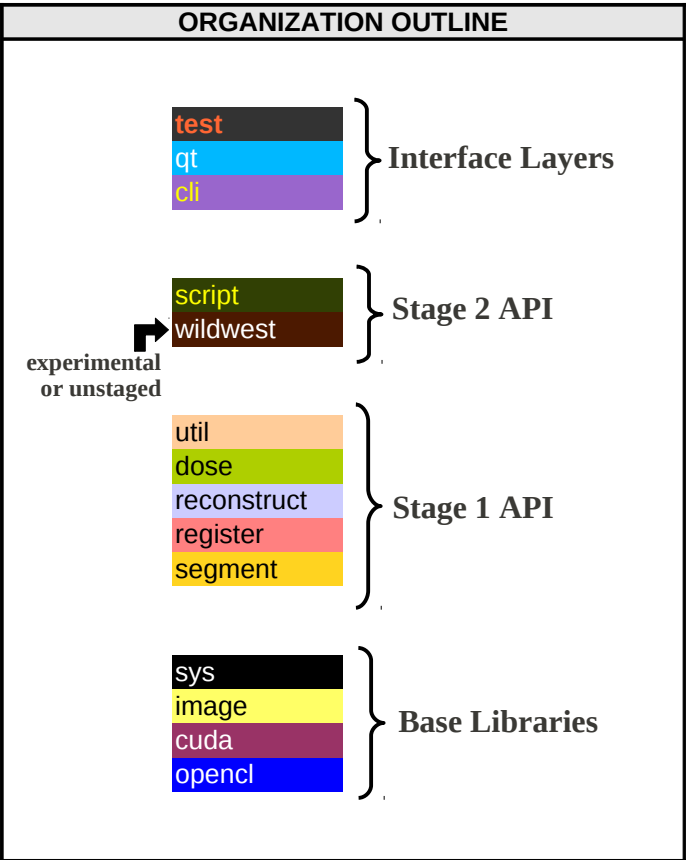 ORGANIZATION OUTLINE
test
qt
cli
Interface Layers
script
wildwest
Stage 2 API
experimental
or unstaged
util
dose
reconstruct
register
segment
Stage 1 API
sys
image
cuda
opencl
Base Libraries